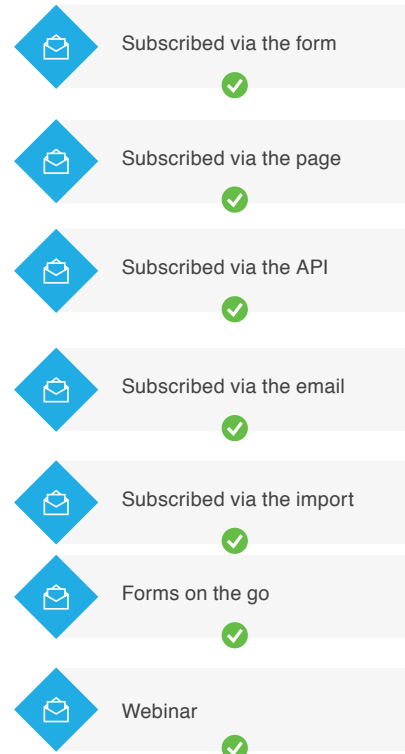 Subscribed via the form
Subscribed via the page
Subscribed via the API
Subscribed via the email
Subscribed via the import
Forms on the go
Webinar